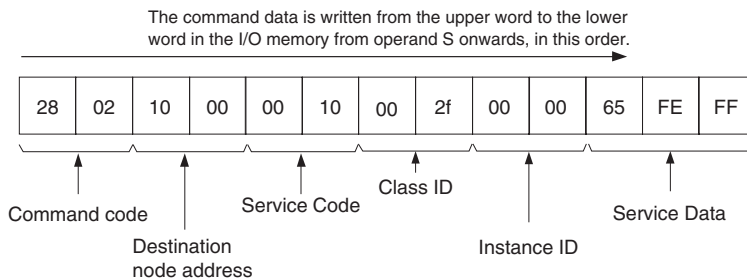 The command data is written from the upper word to the lower
word in the I/O memory from operand S onwards, in this order.
28 02 10 00 00 10 00 2f 00 00 65 FE FF
Command code
Destination
node address
Service Code
Class ID
Instance ID
Service Data